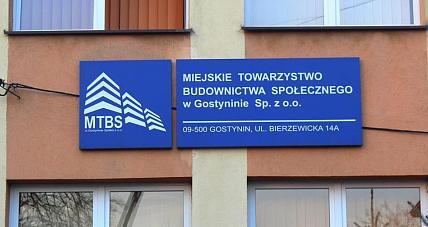 MTBS
MIEJSKIE TOWARZYSTWO
BUDOWNICTWA SPOŁECZNEGO
w Gostyninie Sp. z o.o.
09-500 GOSTYNIN, UL. BIERZEWICKA 14A